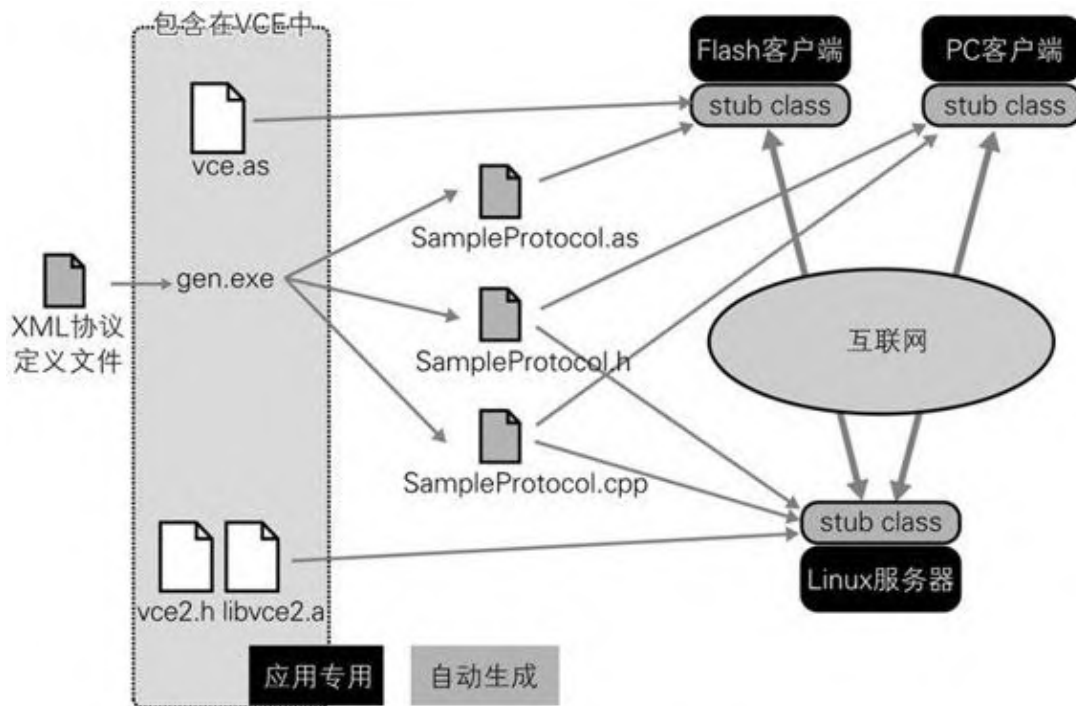 包含在VCE中
Flash客户端
PC客户端
stub class
stub class
vce.as
SampleProtocol.as
gen.exe
XML协议
定义文件
SampleProtocol.h
互联网
SampleProtocol.cpp
stub class
Linux服务器
vce2.h libvce2.a
应用专用
自动生成